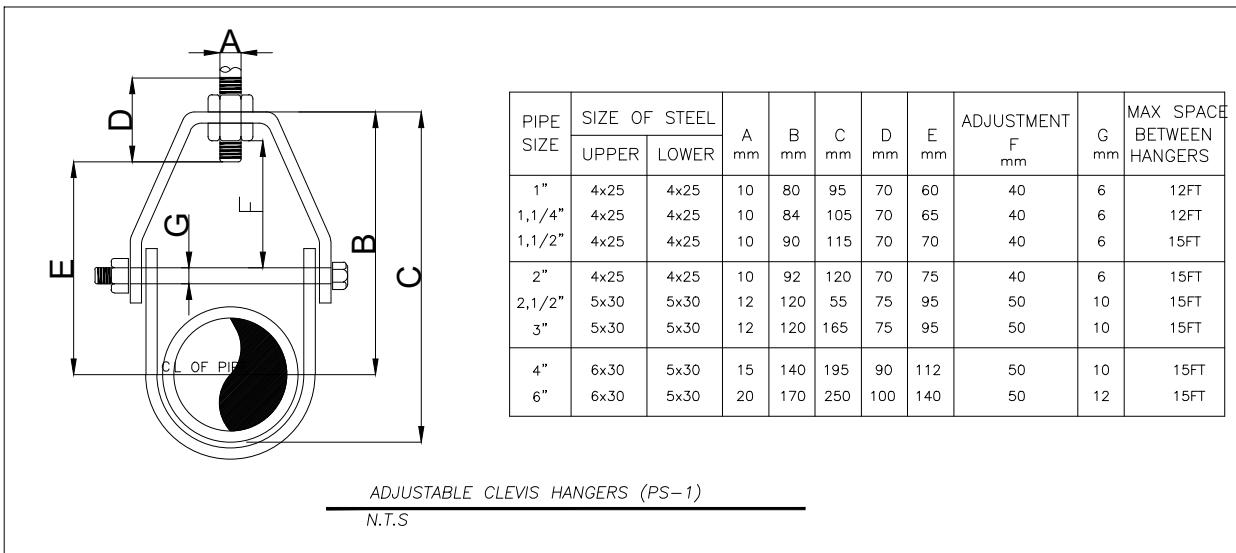 A
D
F
G
E
B
C
C L OF PIP
PIPE SIZE SIZE OF STEEL UPPER LOWER A mm B mm C mm D mm E mm ADJUSTMENT F mm G mm MAX SPACE BETWEEN HANGERS
1" 4x25 4x25 10 80 95 70 60 40 6 12FT
1,1/4" 4x25 4x25 10 84 105 70 65 40 6 12FT
1,1/2" 4x25 4x25 10 90 115 70 70 40 6 15FT
2" 4x25 4x25 10 92 120 70 75 40 6 15FT
2,1/2" 5x30 5x30 12 120 55 75 95 50 10 15FT
3" 5x30 5x30 12 120 165 75 95 50 10 15FT
4" 6x30 5x30 15 140 195 90 112 50 10 15FT
6" 6x30 5x30 20 170 250 100 140 50 12 15FT
ADJUSTABLE CLEVIS HANGERS (PS-1)
N.T.S